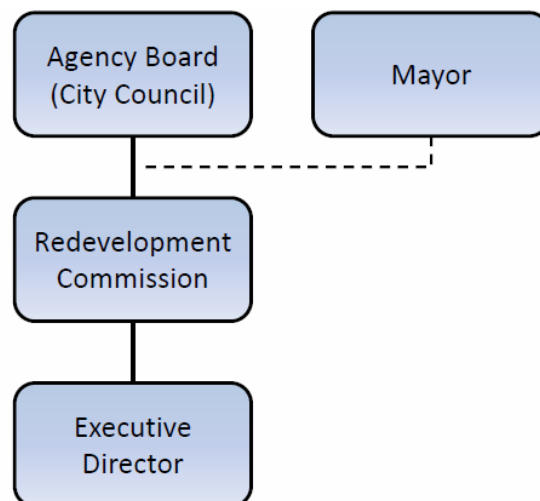 Agency Board
(City Council)
Mayor
Redevelopment
Commission
Executive
Director